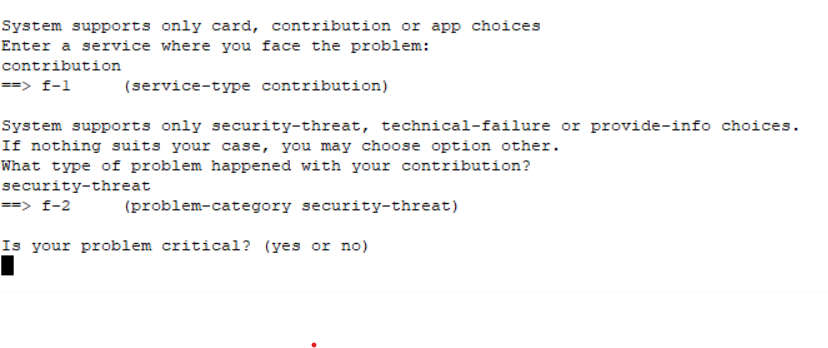 System supports only card, contribution or app choices
Enter a service where you face the problem:
contribution
==> f-1     (service-type contribution)
System supports only security-threat, technical-failure or provide-info choices.
If nothing suits your case, you may choose option other.
What type of problem happened with your contribution?
security-threat
==> f-2     (problem-category security-threat)
Is your problem critical? (yes or no)